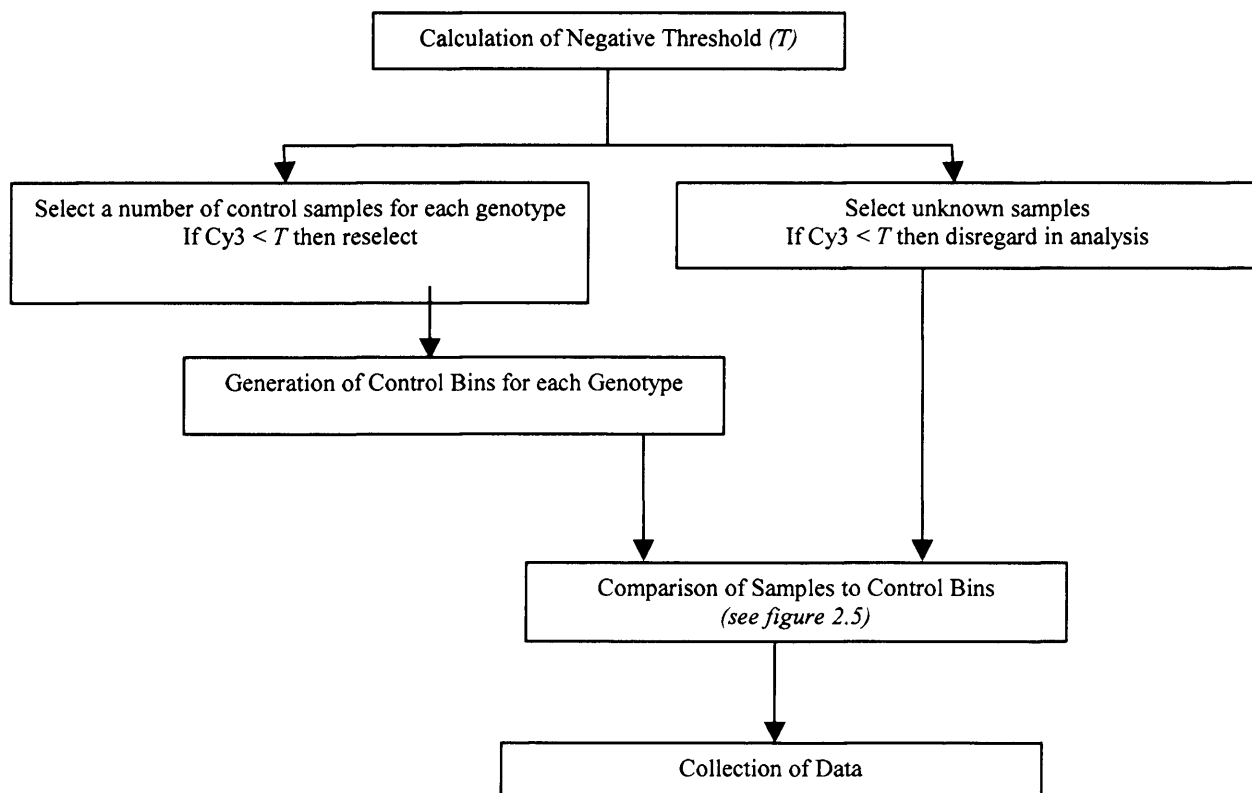 Calculation of Negative Threshold (T)
Select a number of control samples for each genotype
If Cy3 < T then reselect
Select unknown samples
If Cy3 < T then disregard in analysis
Generation of Control Bins for each Genotype
Comparison of Samples to Control Bins
(see figure 2.5)
Collection of Data